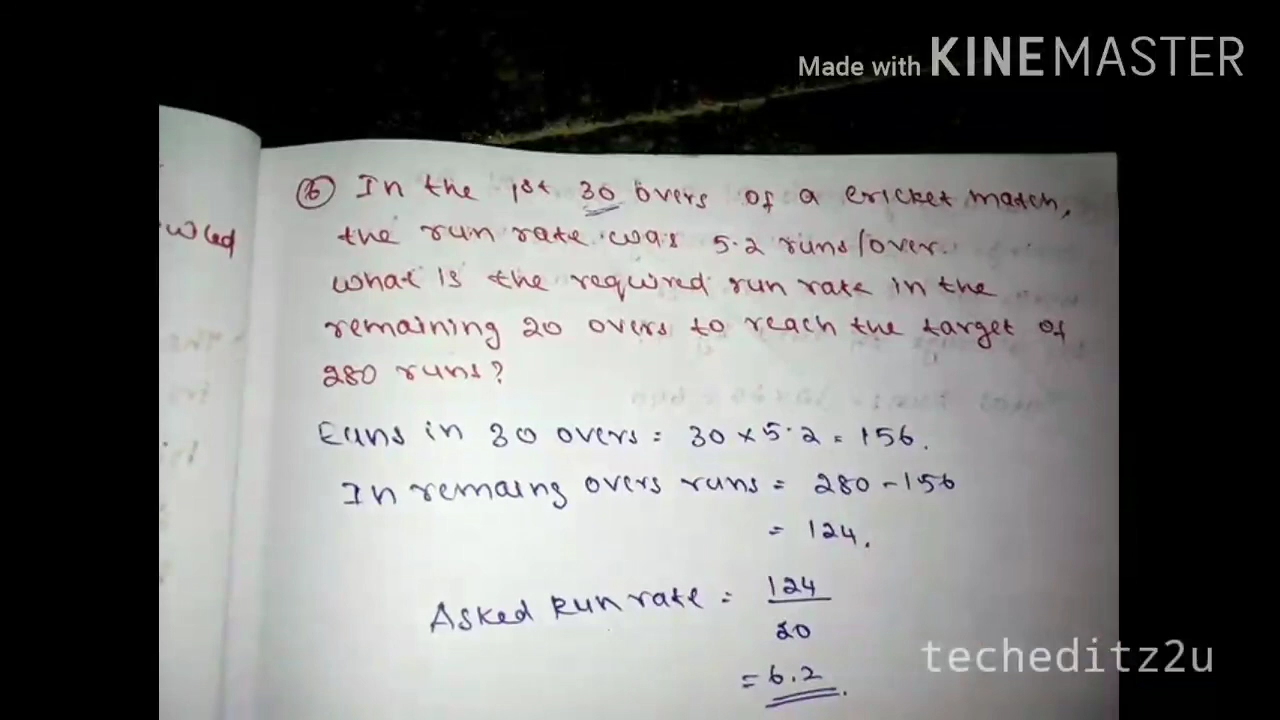 Made with KINEMASTER
6 In the 1st 30 overs of a cricket match,
wled
the run rate was 5.2 runs/over.
what is the required run rate in the
remaining 20 overs to reach the target of
280 runs?
Runs in 30 overs = 30 × 5.2 = 156.
In remaing overs runs = 280 - 156
= 124.
Asked Run rate = 124
20
= 6.2.
techeditz2u